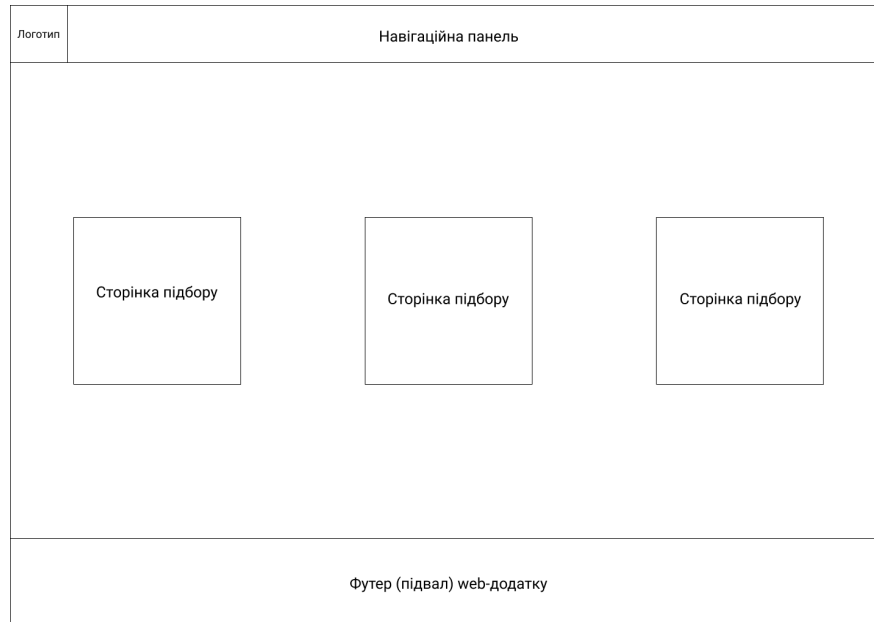 Логотип
Навігаційна панель
Сторінка підбору
Сторінка підбору
Сторінка підбору
Футер (підвал) web-додатку